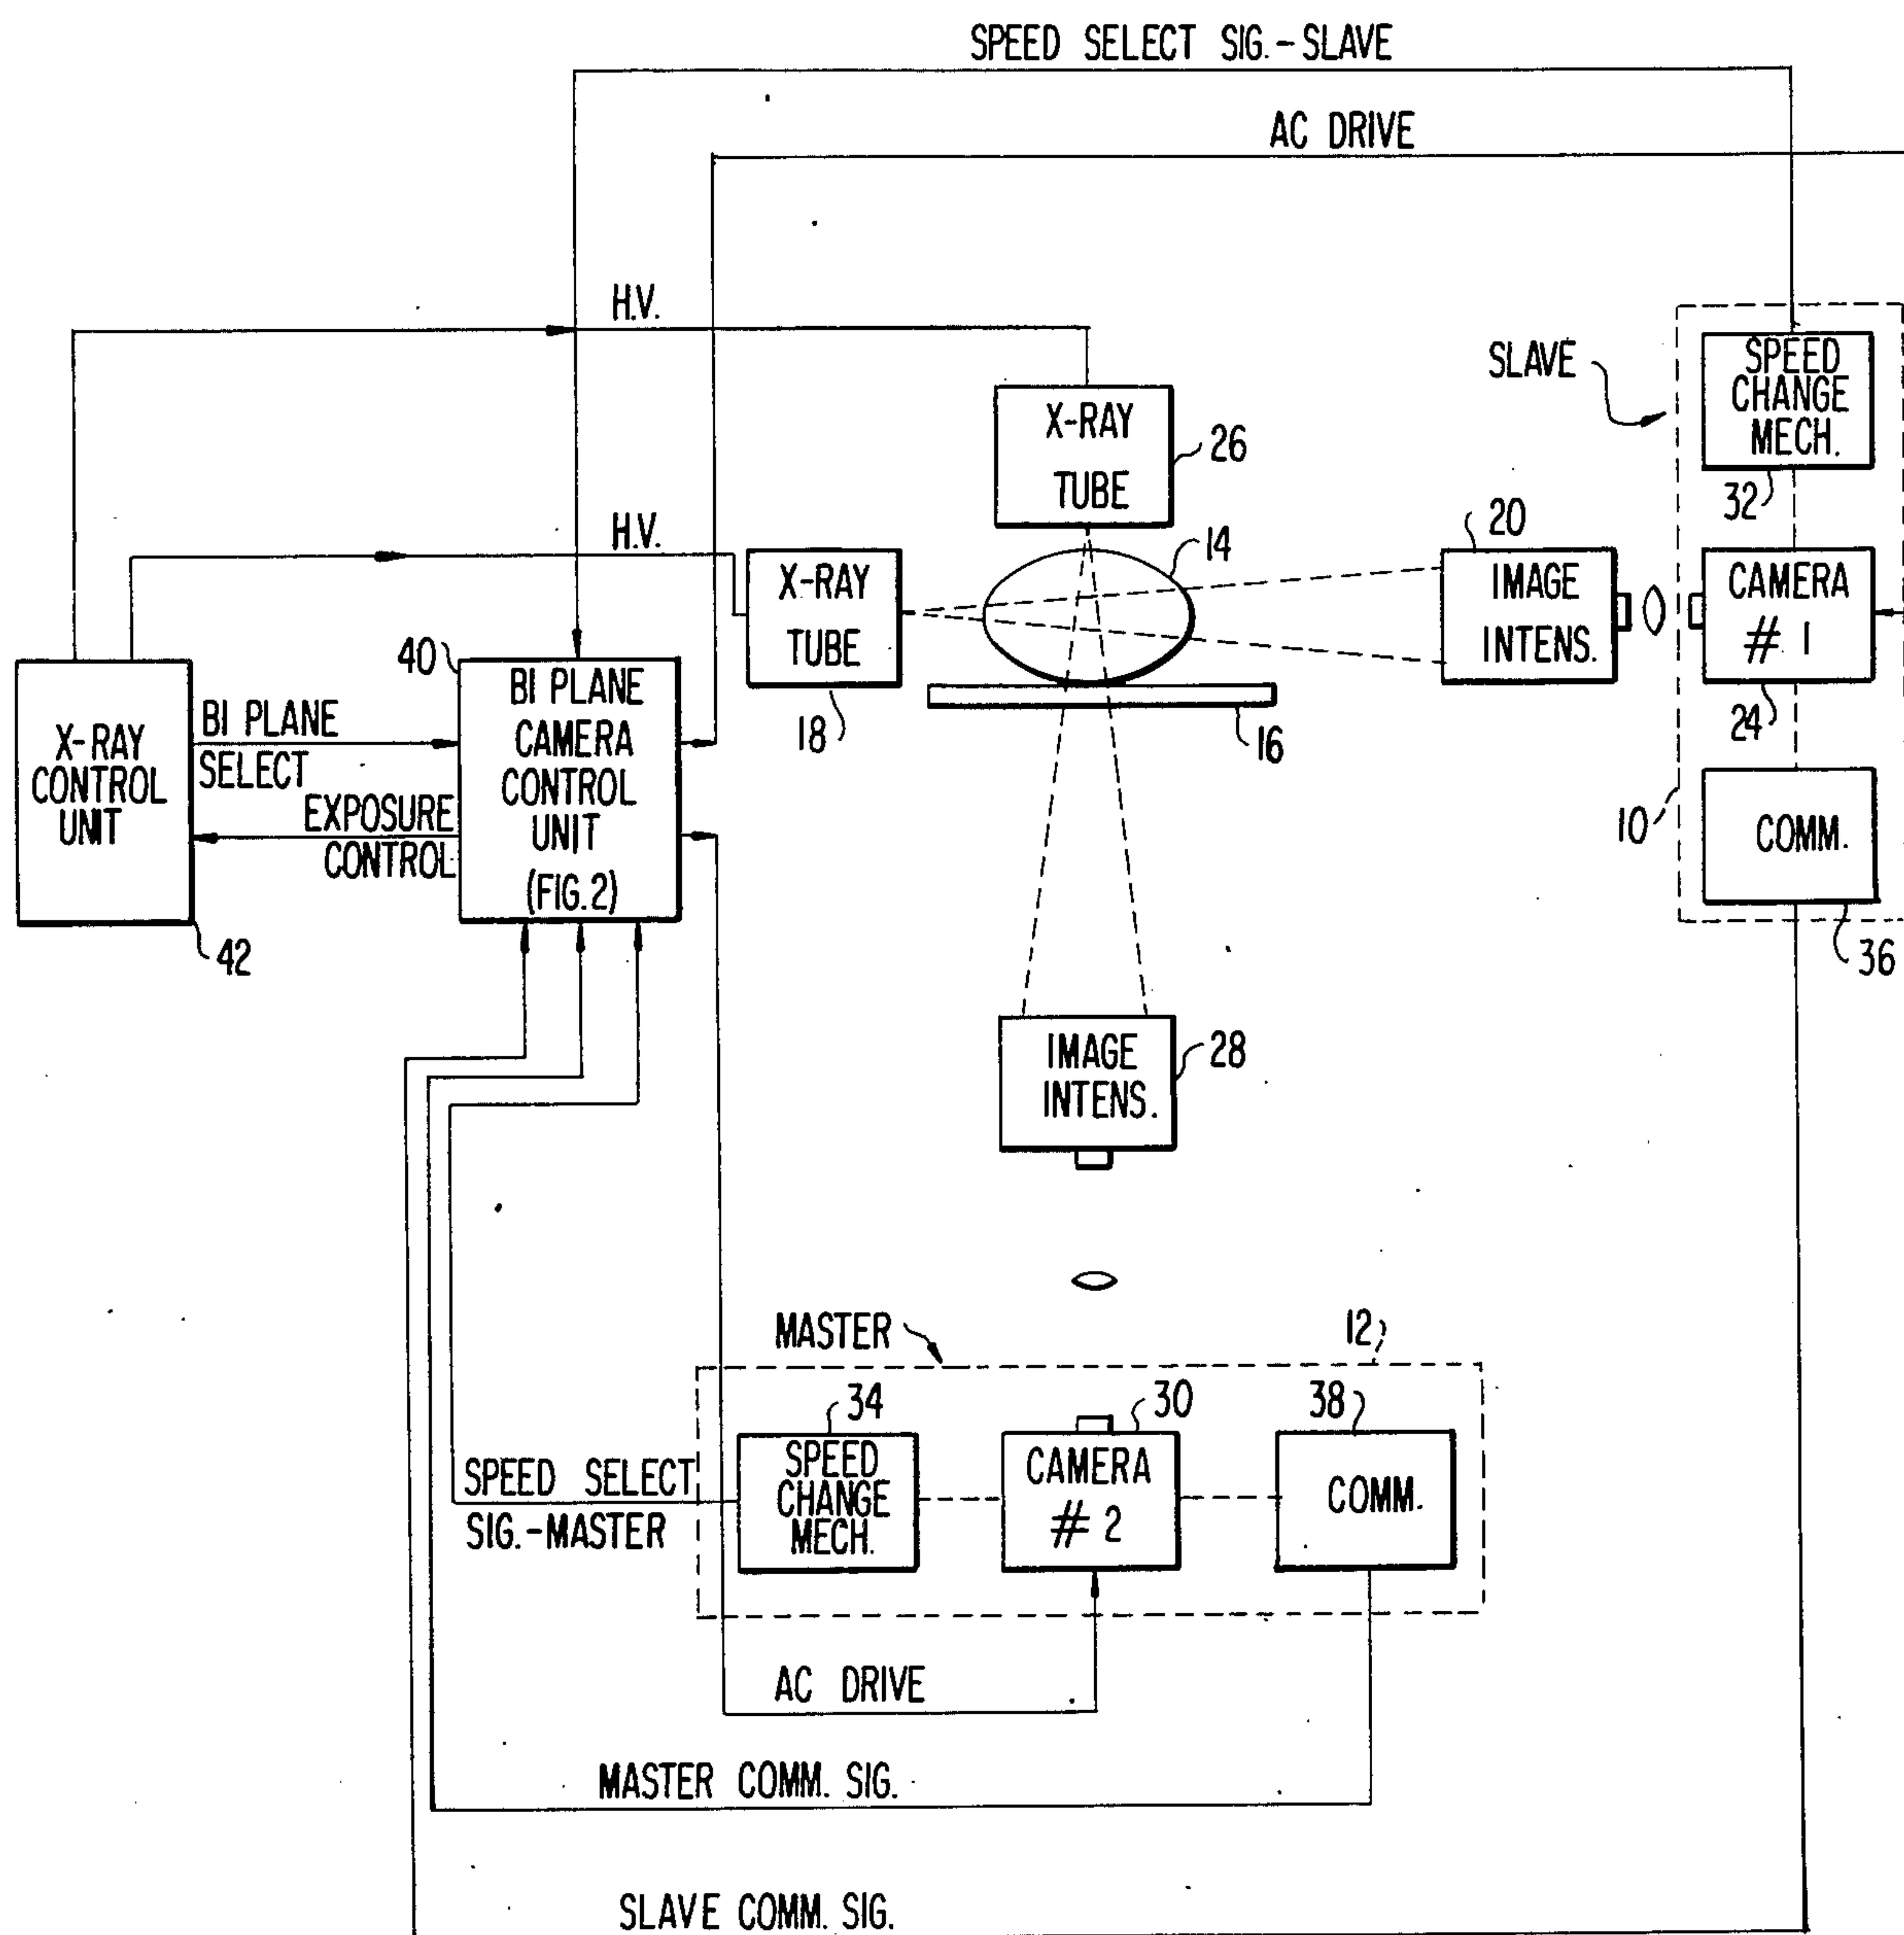 SPEED SELECT SIG.-SLAVE
AC DRIVE
H.V.
SLAVE
SPEED
CHANGE
MECH.
32
X-RAY
TUBE
26
H.V.
20
14
X-RAY
TUBE
18
IMAGE
INTENS.
CAMERA
# 1
24
16
40
BI PLANE
CAMERA
CONTROL
UNIT
(FIG.2)
X-RAY
CONTROL
UNIT
42
BI PLANE
SELECT
EXPOSURE
CONTROL
10
COMM.
36
IMAGE
INTENS.
28
MASTER
12
34
SPEED
CHANGE
MECH.
30
CAMERA
# 2
38
COMM.
SPEED SELECT
SIG.-MASTER
AC DRIVE
MASTER COMM. SIG.
SLAVE COMM. SIG.